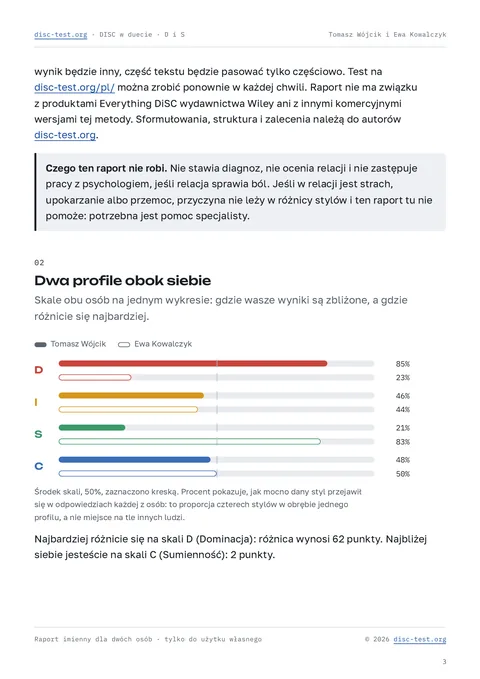 disc-test.org · DISC w duecie · D i S
Tomasz Wójcik i Ewa Kowalczyk
wynik będzie inny, część tekstu będzie pasować tylko częściowo. Test na
disc-test.org/pl/ można zrobić ponownie w każdej chwili. Raport nie ma związku
z produktami Everything DiSC wydawnictwa Wiley ani z innymi komercyjnymi
wersjami tej metody. Sformułowania, struktura i zalecenia należą do autorów
disc-test.org.
Czego ten raport nie robi. Nie stawia diagnoz, nie ocenia relacji i nie zastępuje
pracy z psychologiem, jeśli relacja sprawia ból. Jeśli w relacji jest strach,
upokarzanie albo przemoc, przyczyna nie leży w różnicy stylów i ten raport tu nie
pomoże: potrzebna jest pomoc specjalisty.
02
Dwa profile obok siebie
Skale obu osób na jednym wykresie: gdzie wasze wyniki są zbliżone, a gdzie
różnicie się najbardziej.
Tomasz Wójcik
Ewa Kowalczyk
D
85%
23%
I
46%
44%
S
21%
83%
C
48%
50%
Środek skali, 50%, zaznaczono kreską. Procent pokazuje, jak mocno dany styl przejawił
się w odpowiedziach każdej z osób: to proporcja czterech stylów w obrębie jednego
profilu, a nie miejsce na tle innych ludzi.
Najbardziej różnicie się na skali D (Dominacja): różnica wynosi 62 punkty. Najbliżej
siebie jesteście na skali C (Sumienność): 2 punkty.
Raport imienny dla dwóch osób · tylko do użytku własnego
© 2026 disc-test.org
3